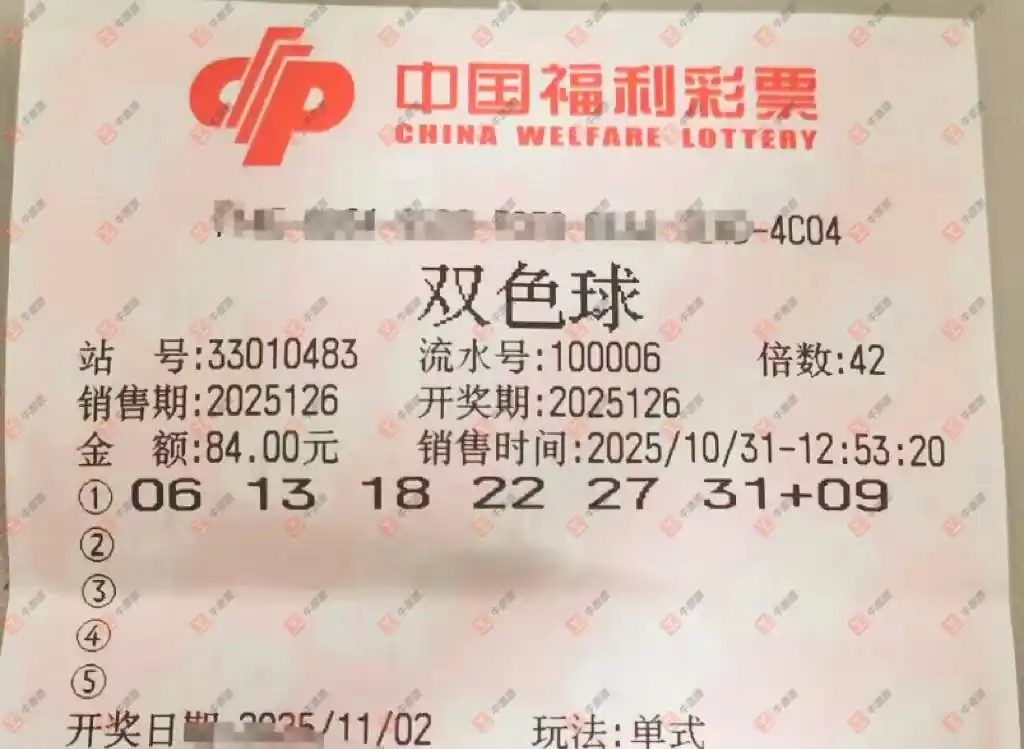 中国福利彩票
CHINA WELFARE LOTTERY
-4C04
双色球
站 号:33010483 流水号:100006 倍数:42
销售期:2025126 开奖期:2025126
金 额:84.00元 销售时间:2025/10/31-12:53:20
① 06 13 18 22 27 31+09
②
③
④
⑤
开奖日期 2025/11/02 玩法:单式